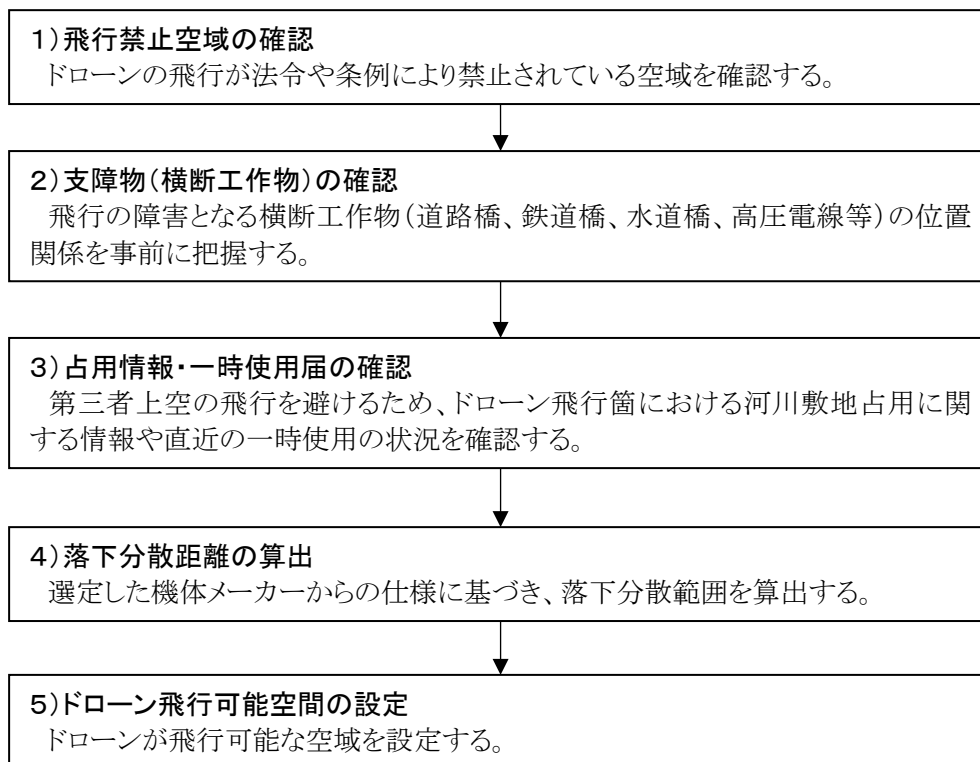 1)飛行禁止空域の確認
ドローンの飛行が法令や条例により禁止されている空域を確認する。
2)支障物(横断工作物)の確認
飛行の障害となる横断工作物(道路橋、鉄道橋、水道橋、高圧電線等)の位置
関係を事前に把握する。
3)占用情報・一時使用届の確認
第三者上空の飛行を避けるため、ドローン飛行箇における河川敷地占用に関
する情報や直近の一時使用の状況を確認する。
4)落下分散距離の算出
選定した機体メーカーからの仕様に基づき、落下分散範囲を算出する。
5)ドローン飛行可能空間の設定
ドローンが飛行可能な空域を設定する。